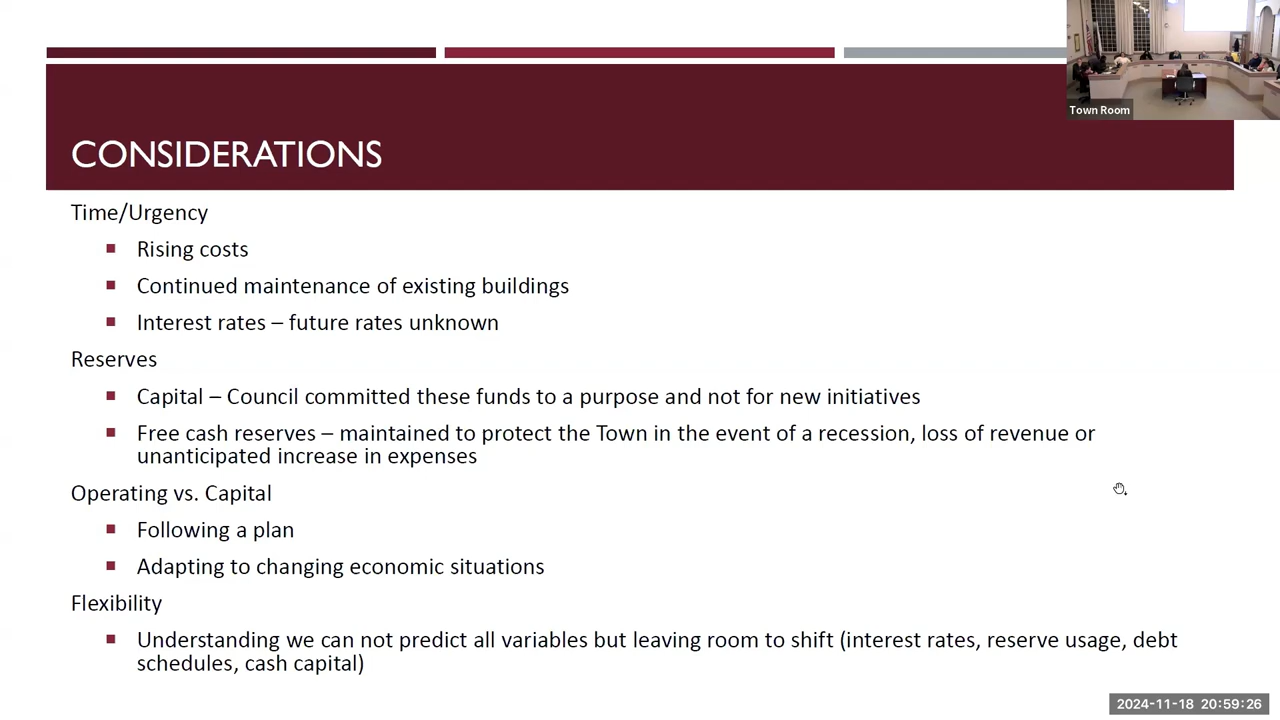 Town Room
CONSIDERATIONS
Time/Urgency
Rising costs
Continued maintenance of existing buildings
Interest rates – future rates unknown
Reserves
Capital – Council committed these funds to a purpose and not for new initiatives
Free cash reserves – maintained to protect the Town in the event of a recession, loss of revenue or
unanticipated increase in expenses
Operating vs. Capital
Following a plan
Adapting to changing economic situations
Flexibility
Understanding we can not predict all variables but leaving room to shift (interest rates, reserve usage, debt
schedules, cash capital)
2024-11-18 20:59:26